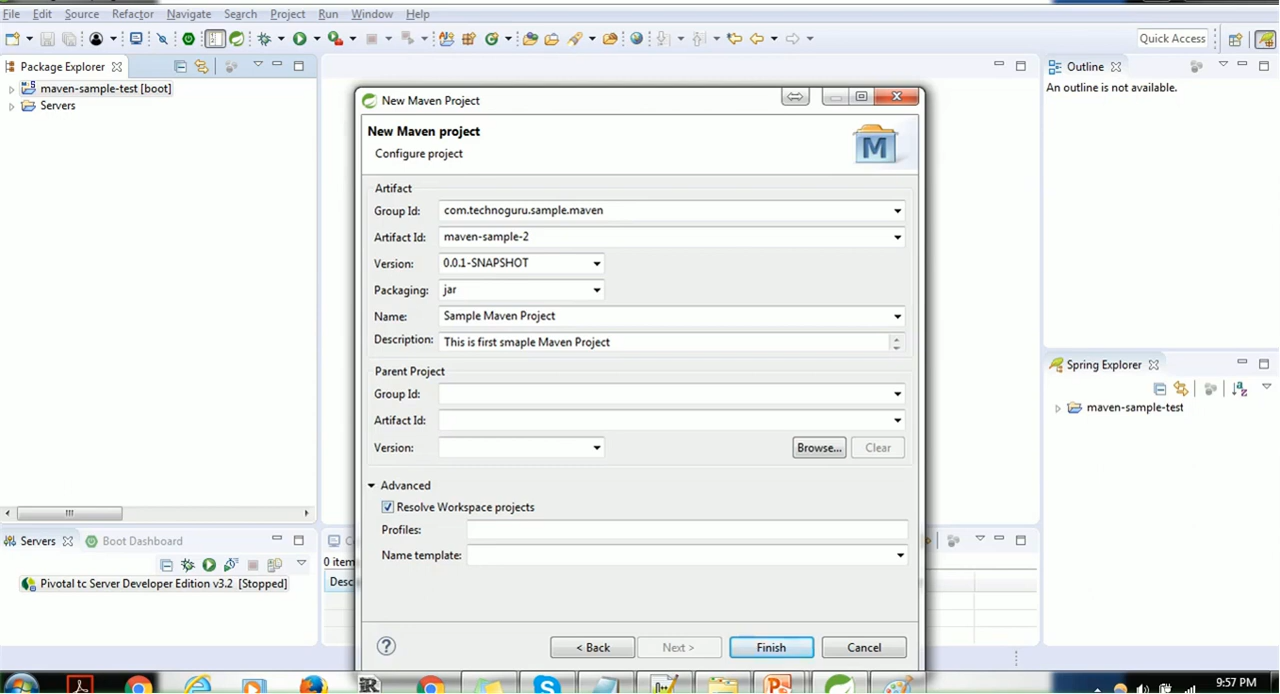 File Edit Source Refactor Navigate Search Project Run Window Help
Quick Access
Package Explorer
maven-sample-test [boot]
Servers
New Maven Project
New Maven project
Configure project
M
Artifact
Group Id: com.technoguru.sample.maven
Artifact Id: maven-sample-2
Version: 0.0.1-SNAPSHOT
Packaging: jar
Name: Sample Maven Project
Description: This is first smaple Maven Project
Parent Project
Group Id:
Artifact Id:
Version: Browse... Clear
Advanced
Resolve Workspace projects
Profiles:
Name template:
< Back Next > Finish Cancel
Outline
An outline is not available.
Spring Explorer
maven-sample-test
Servers Boot Dashboard
Pivotal tc Server Developer Edition v3.2 [Stopped]
0 item
Desc
9:57 PM